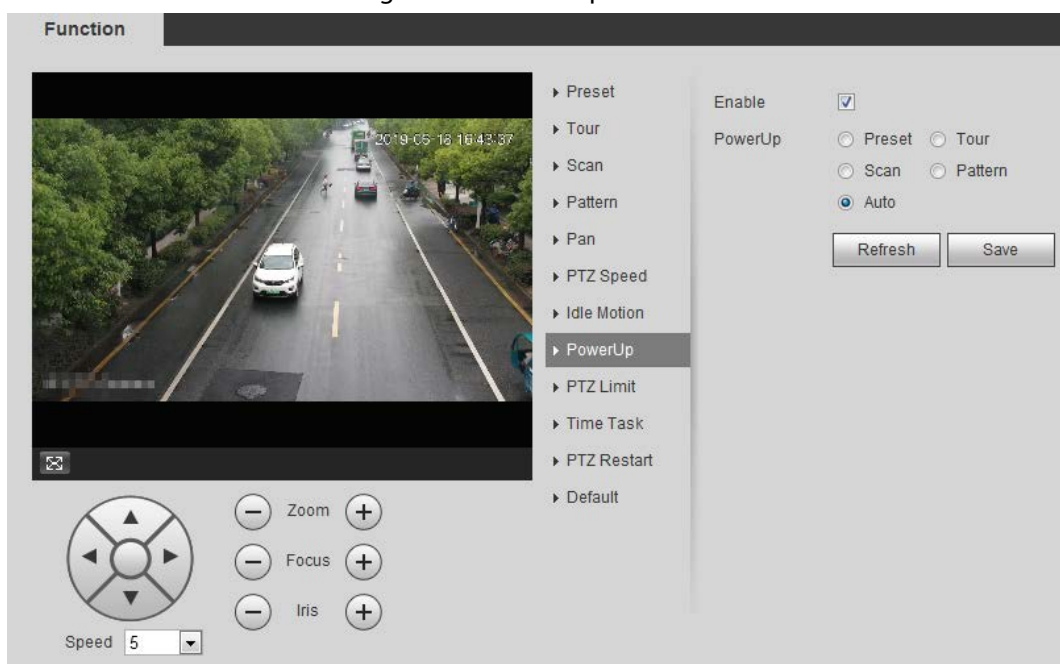 Function
2019-05-18 16:43:37
Preset
Tour
Scan
Pattern
Pan
PTZ Speed
Idle Motion
PowerUp
PTZ Limit
Time Task
PTZ Restart
Default
Enable
PowerUp Preset Tour
Scan Pattern
Auto
Refresh Save
Zoom
Focus
Iris
Speed 5